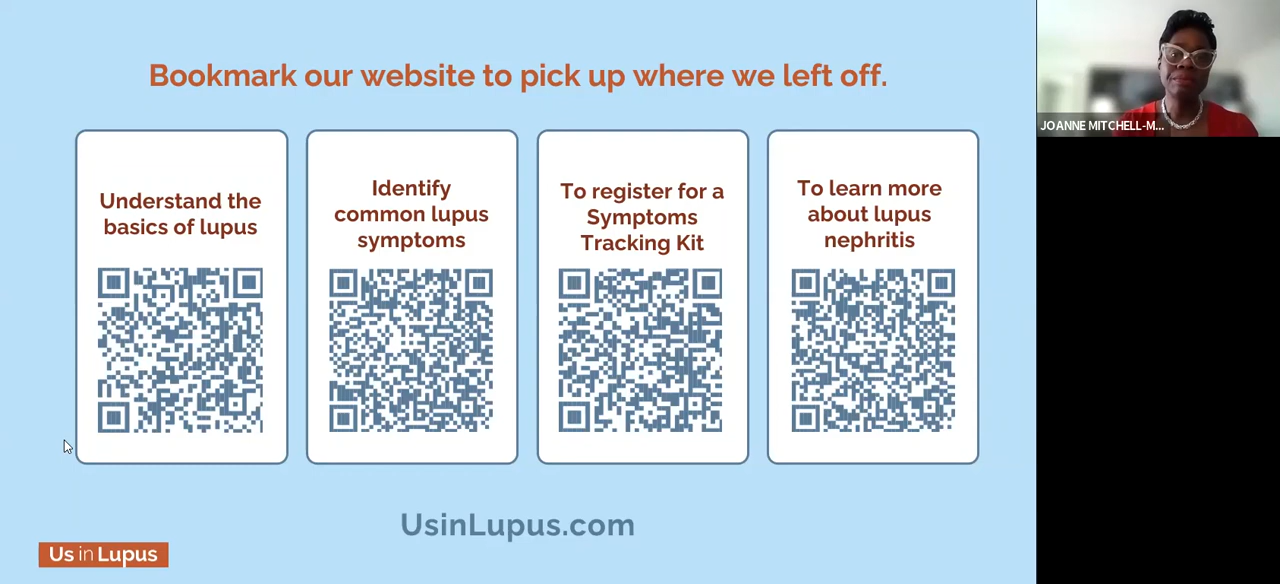 Bookmark our website to pick up where we left off.
Understand the
basics of lupus
Identify
common lupus
symptoms
To register for a
Symptoms
Tracking Kit
To learn more
about lupus
nephritis
UsinLupus.com
Us in Lupus
JOANNE MITCHELL-M...